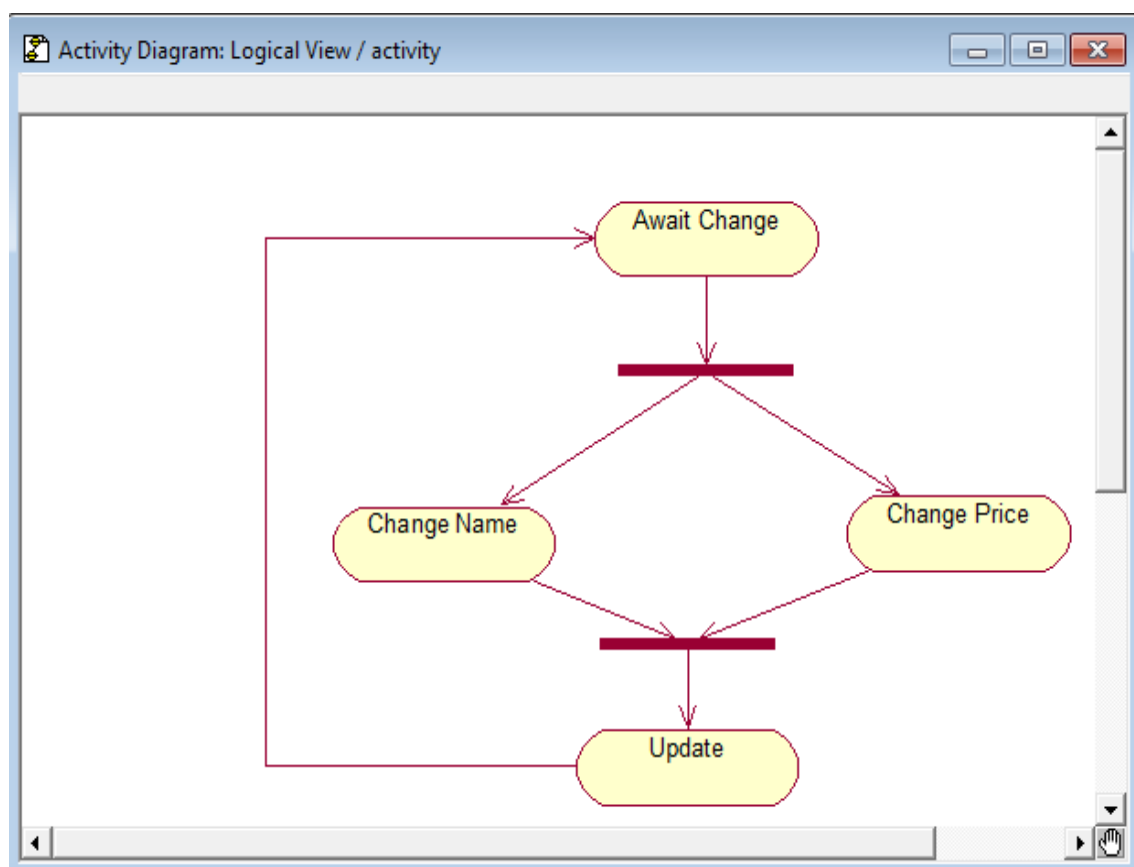 Activity Diagram: Logical View / activity
Await Change
Change Name
Change Price
Update